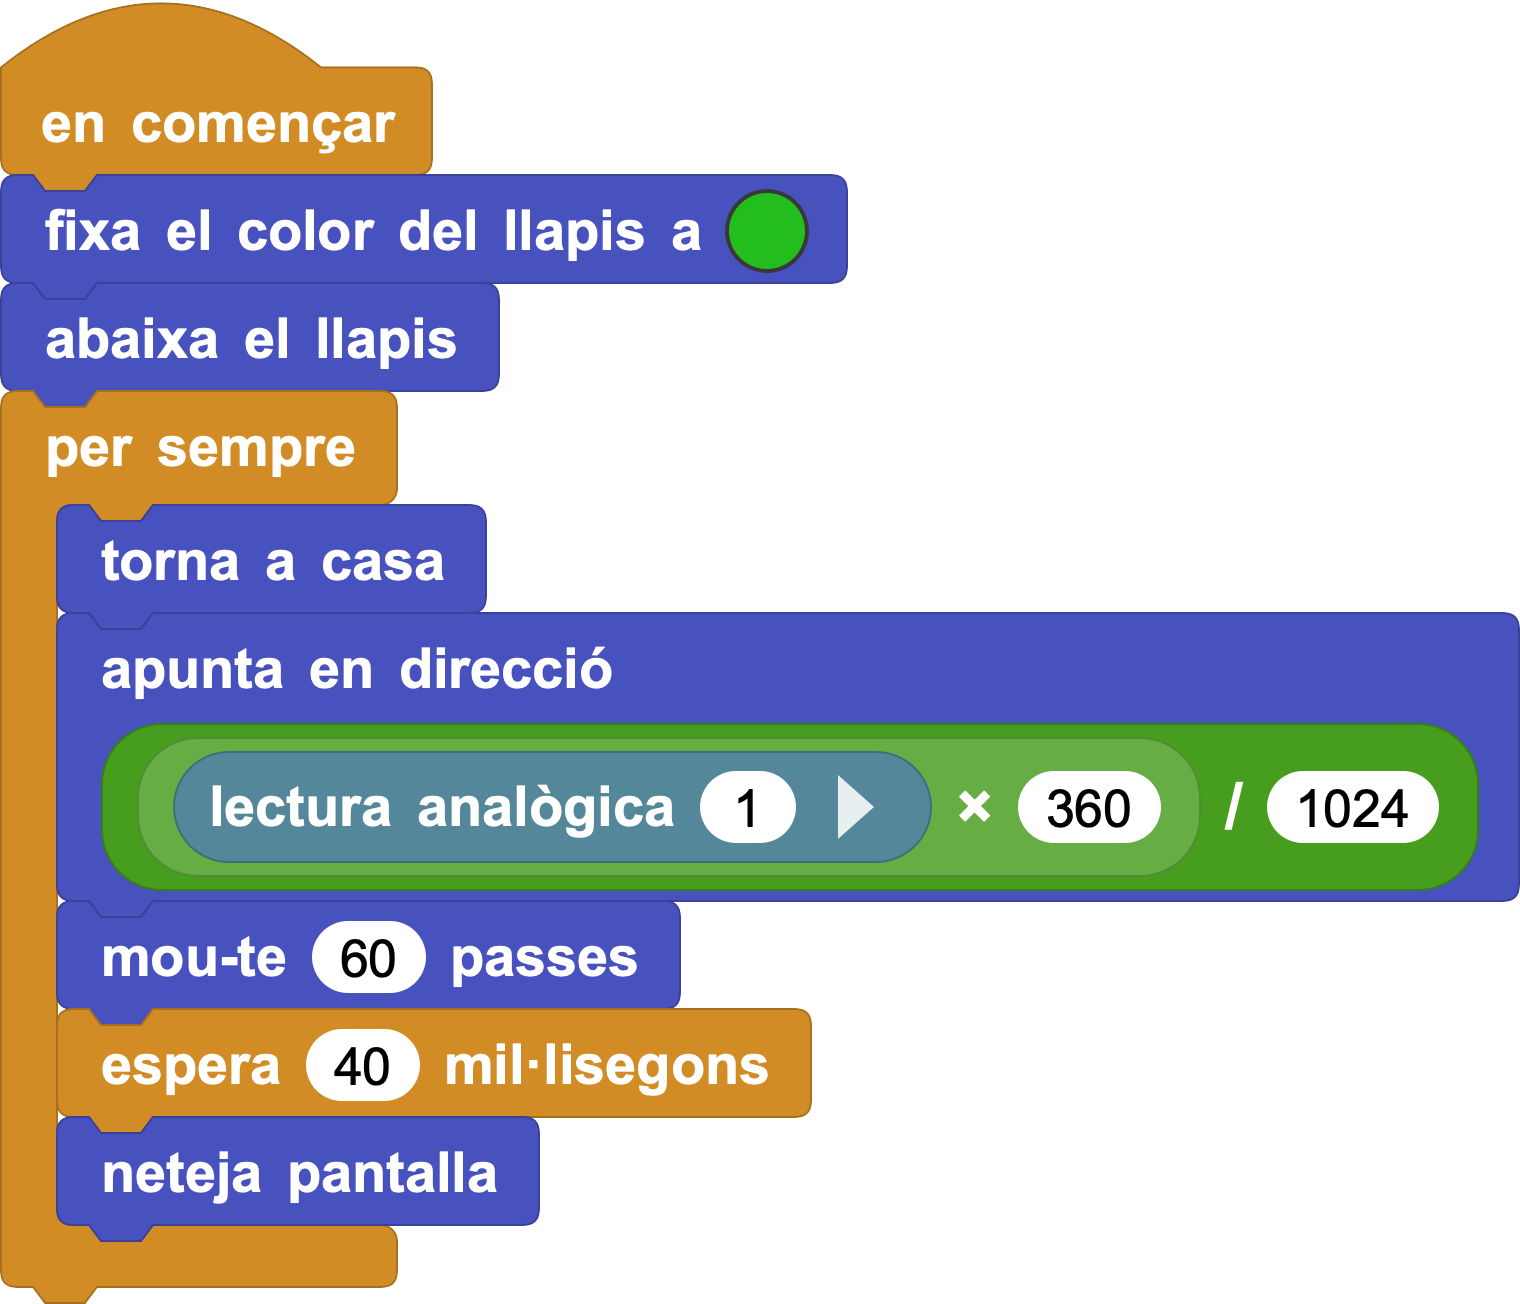 en començar
fixa el color del llapis a
abaixa el llapis
per sempre
torna a casa
apunta en direcció
lectura analògica 1 × 360 / 1024
mou-te 60 passes
espera 40 mil·lisegons
neteja pantalla